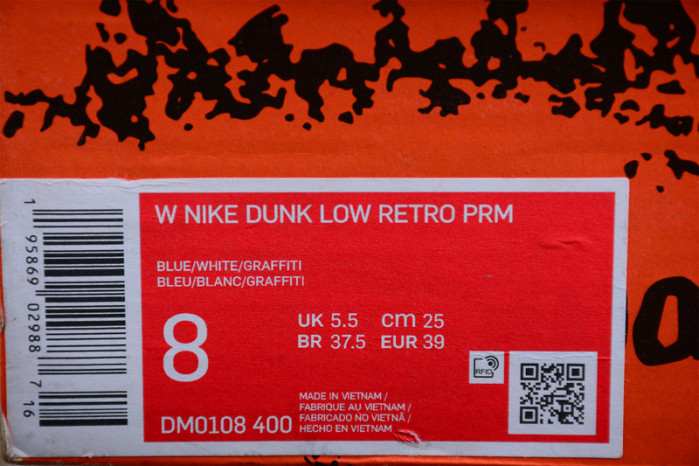 W NIKE DUNK LOW RETRO PRM
BLUE/WHITE/GRAFFITI
BLEU/BLANC/GRAFFITI
8
UK 5.5 cm 25
BR 37.5 EUR 39
RFID
MADE IN VIETNAM /
FABRIQUE AU VIETNAM /
FABRICADO NO VIETNÃ /
HECHO EN VIETNAM
DM0108 400
1 95869 02988 7 16